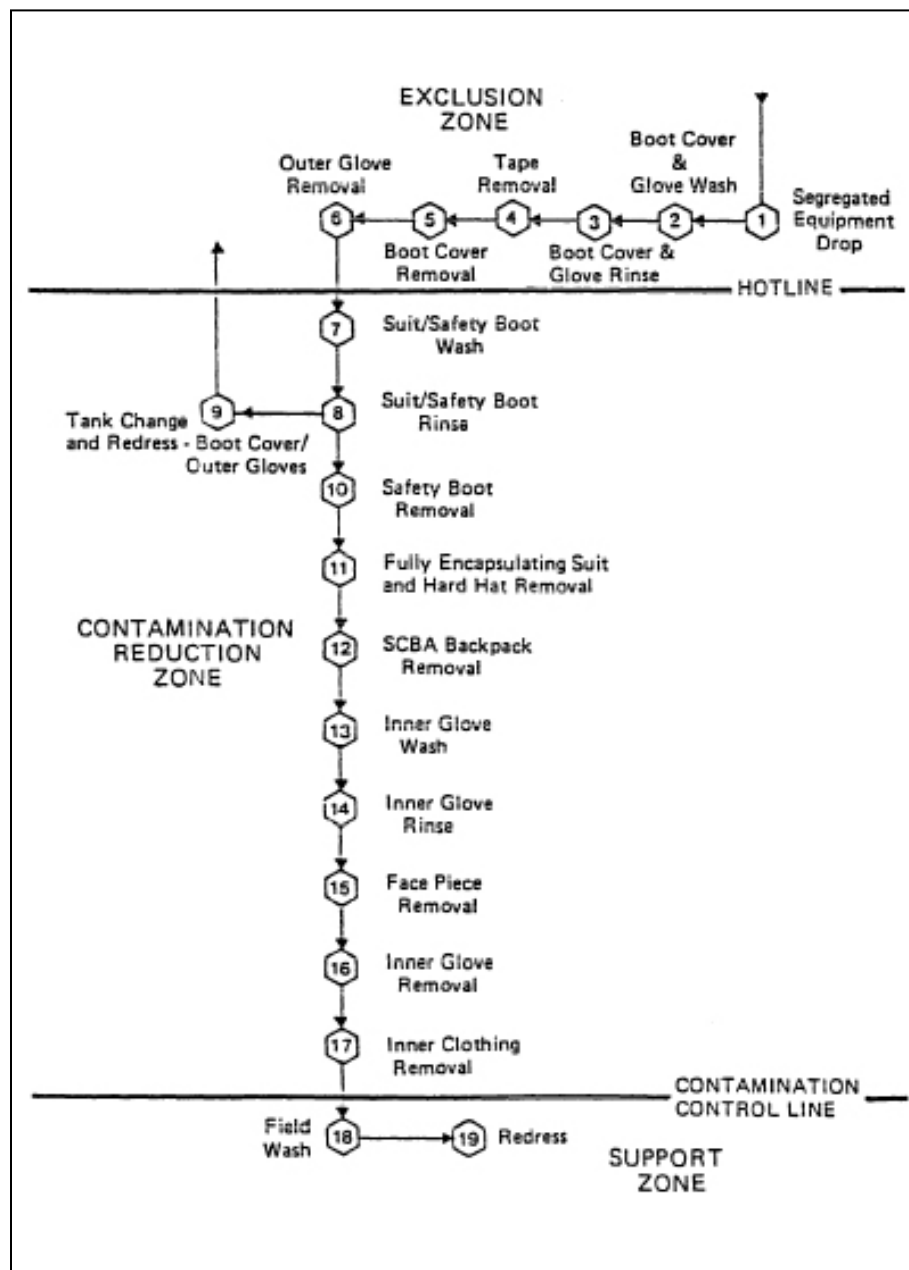 EXCLUSION
ZONE
Boot Cover
&
Glove Wash
Outer Glove
Removal
Tape
Removal
Segregated
Equipment
Drop
6
5
4
3
2
1
Boot Cover
Removal
Boot Cover &
Glove Rinse
HOTLINE
7
Suit/Safety Boot
Wash
9
8
Suit/Safety Boot
Rinse
Tank Change
and Redress - Boot Cover/
Outer Gloves
10
Safety Boot
Removal
11
Fully Encapsulating Suit
and Hard Hat Removal
CONTAMINATION
REDUCTION
ZONE
12
SCBA Backpack
Removal
13
Inner Glove
Wash
14
Inner Glove
Rinse
15
Face Piece
Removal
16
Inner Glove
Removal
17
Inner Clothing
Removal
CONTAMINATION
CONTROL LINE
Field
Wash
18
19
Redress
SUPPORT
ZONE